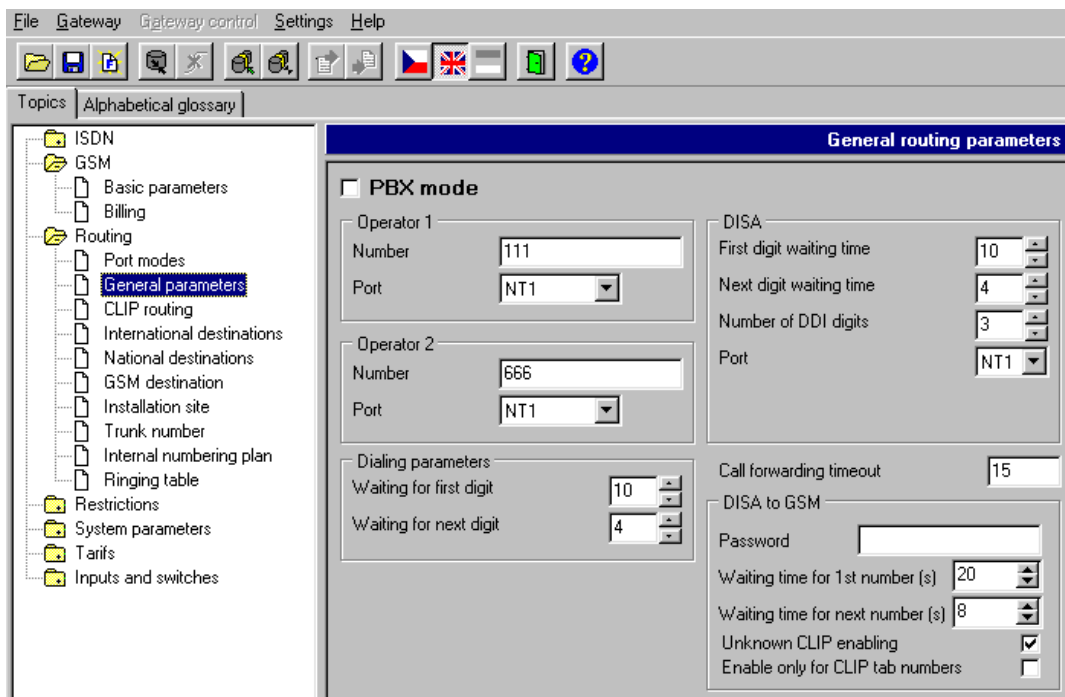 File Gateway Gateway control Settings Help
Topics Alphabetical glossary
ISDN
GSM
Basic parameters
Billing
Routing
Port modes
General parameters
CLIP routing
International destinations
National destinations
GSM destination
Installation site
Trunk number
Internal numbering plan
Ringing table
Restrictions
System parameters
Tarifs
Inputs and switches
General routing parameters
PBX mode
Operator 1
Number 111
Port NT1
Operator 2
Number 666
Port NT1
Dialing parameters
Waiting for first digit 10
Waiting for next digit 4
DISA
First digit waiting time 10
Next digit waiting time 4
Number of DDI digits 3
Port NT1
Call forwarding timeout 15
DISA to GSM
Password
Waiting time for 1st number (s) 20
Waiting time for next number (s) 8
Unknown CLIP enabling
Enable only for CLIP tab numbers